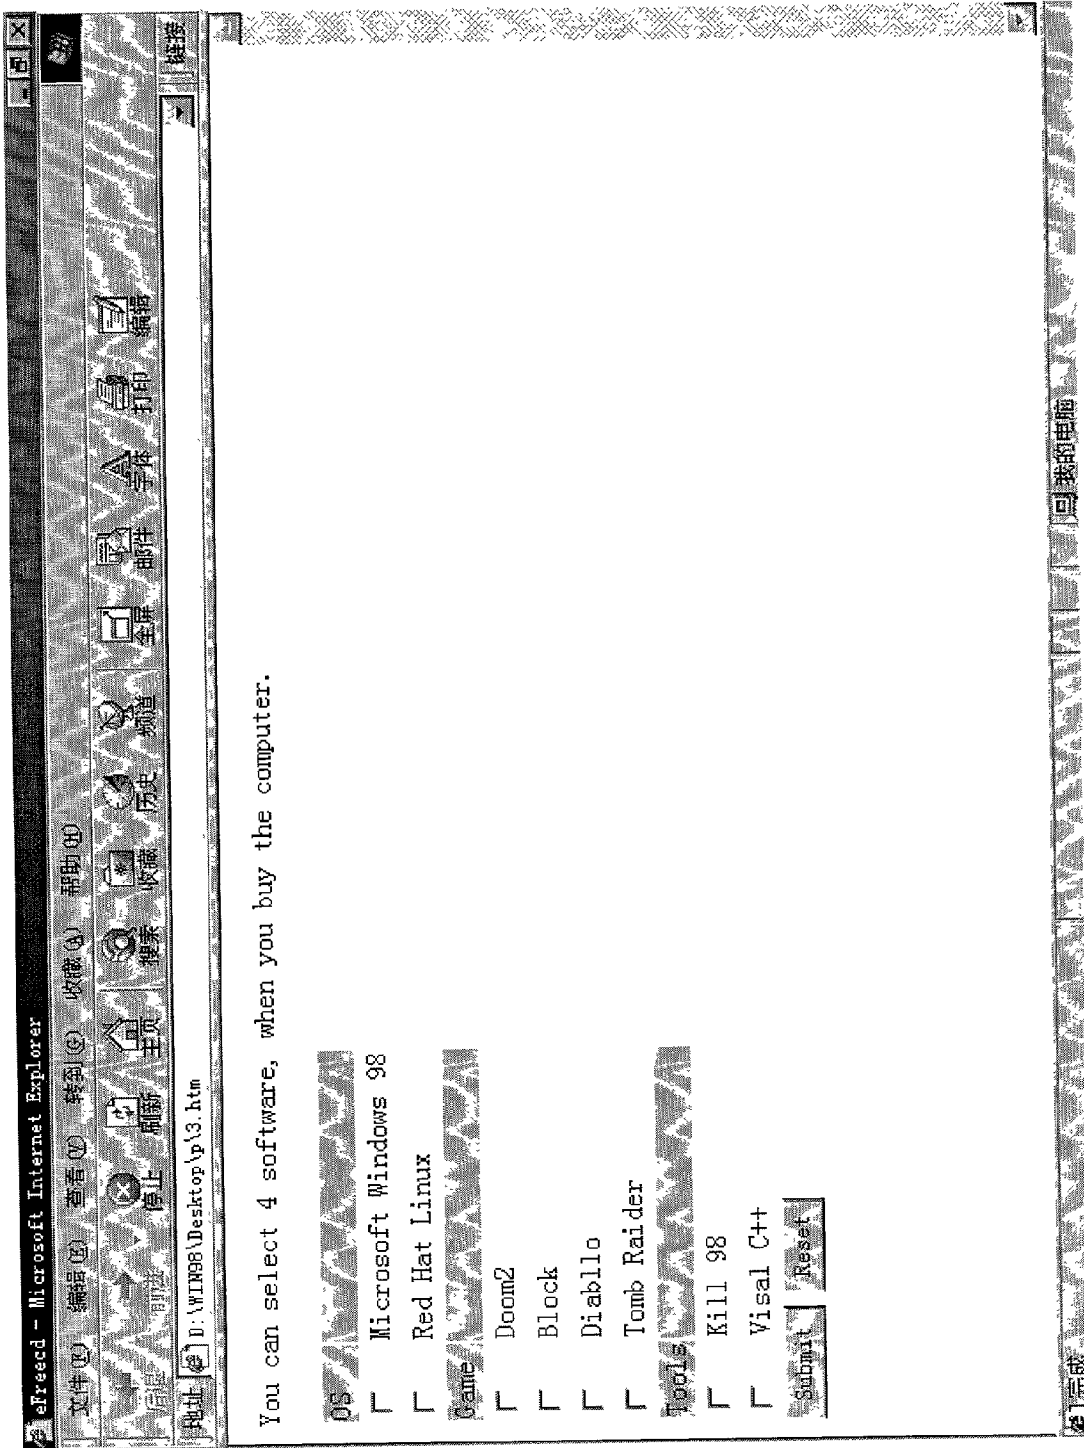 eFreecd - Microsoft Internet Explorer
文件(F) 编辑(E) 查看(V) 转到(G) 收藏(A) 帮助(H)
后退 前进 停止 刷新 主页 搜索 收藏 历史 频道 全屏 邮件 字体 打印 编辑
地址 D:\WIN98\Desktop\p\3.htm 链接
You can select 4 software, when you buy the computer.
OS
Microsoft Windows 98
Red Hat Linux
Game
Doom2
Block
Diabllo
Tomb Raider
Tools
Kill 98
Visal C++
Submit Reset
完成 我的电脑